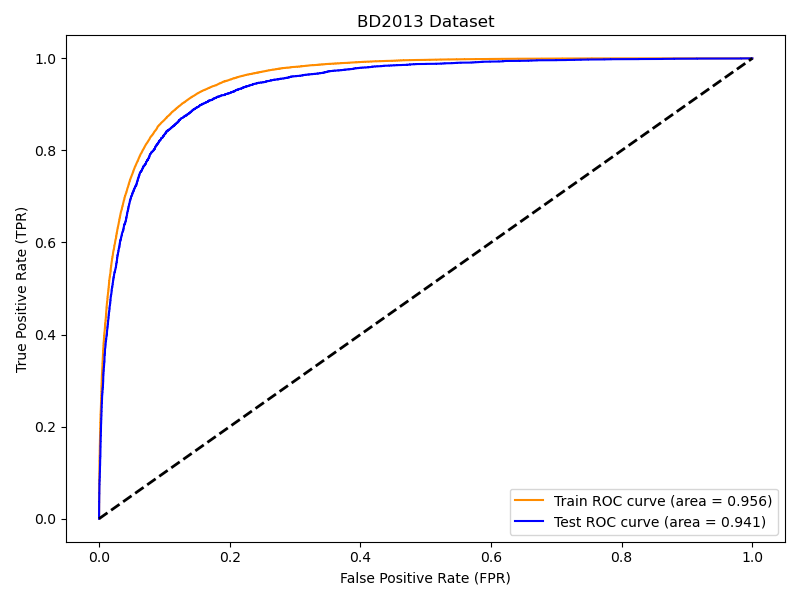 BD2013 Dataset
True Positive Rate (TPR)
1.0
0.8
0.6
0.4
0.2
0.0
Train ROC curve (area = 0.956)
Test ROC curve (area = 0.941)
0.0 0.2 0.4 0.6 0.8 1.0
False Positive Rate (FPR)